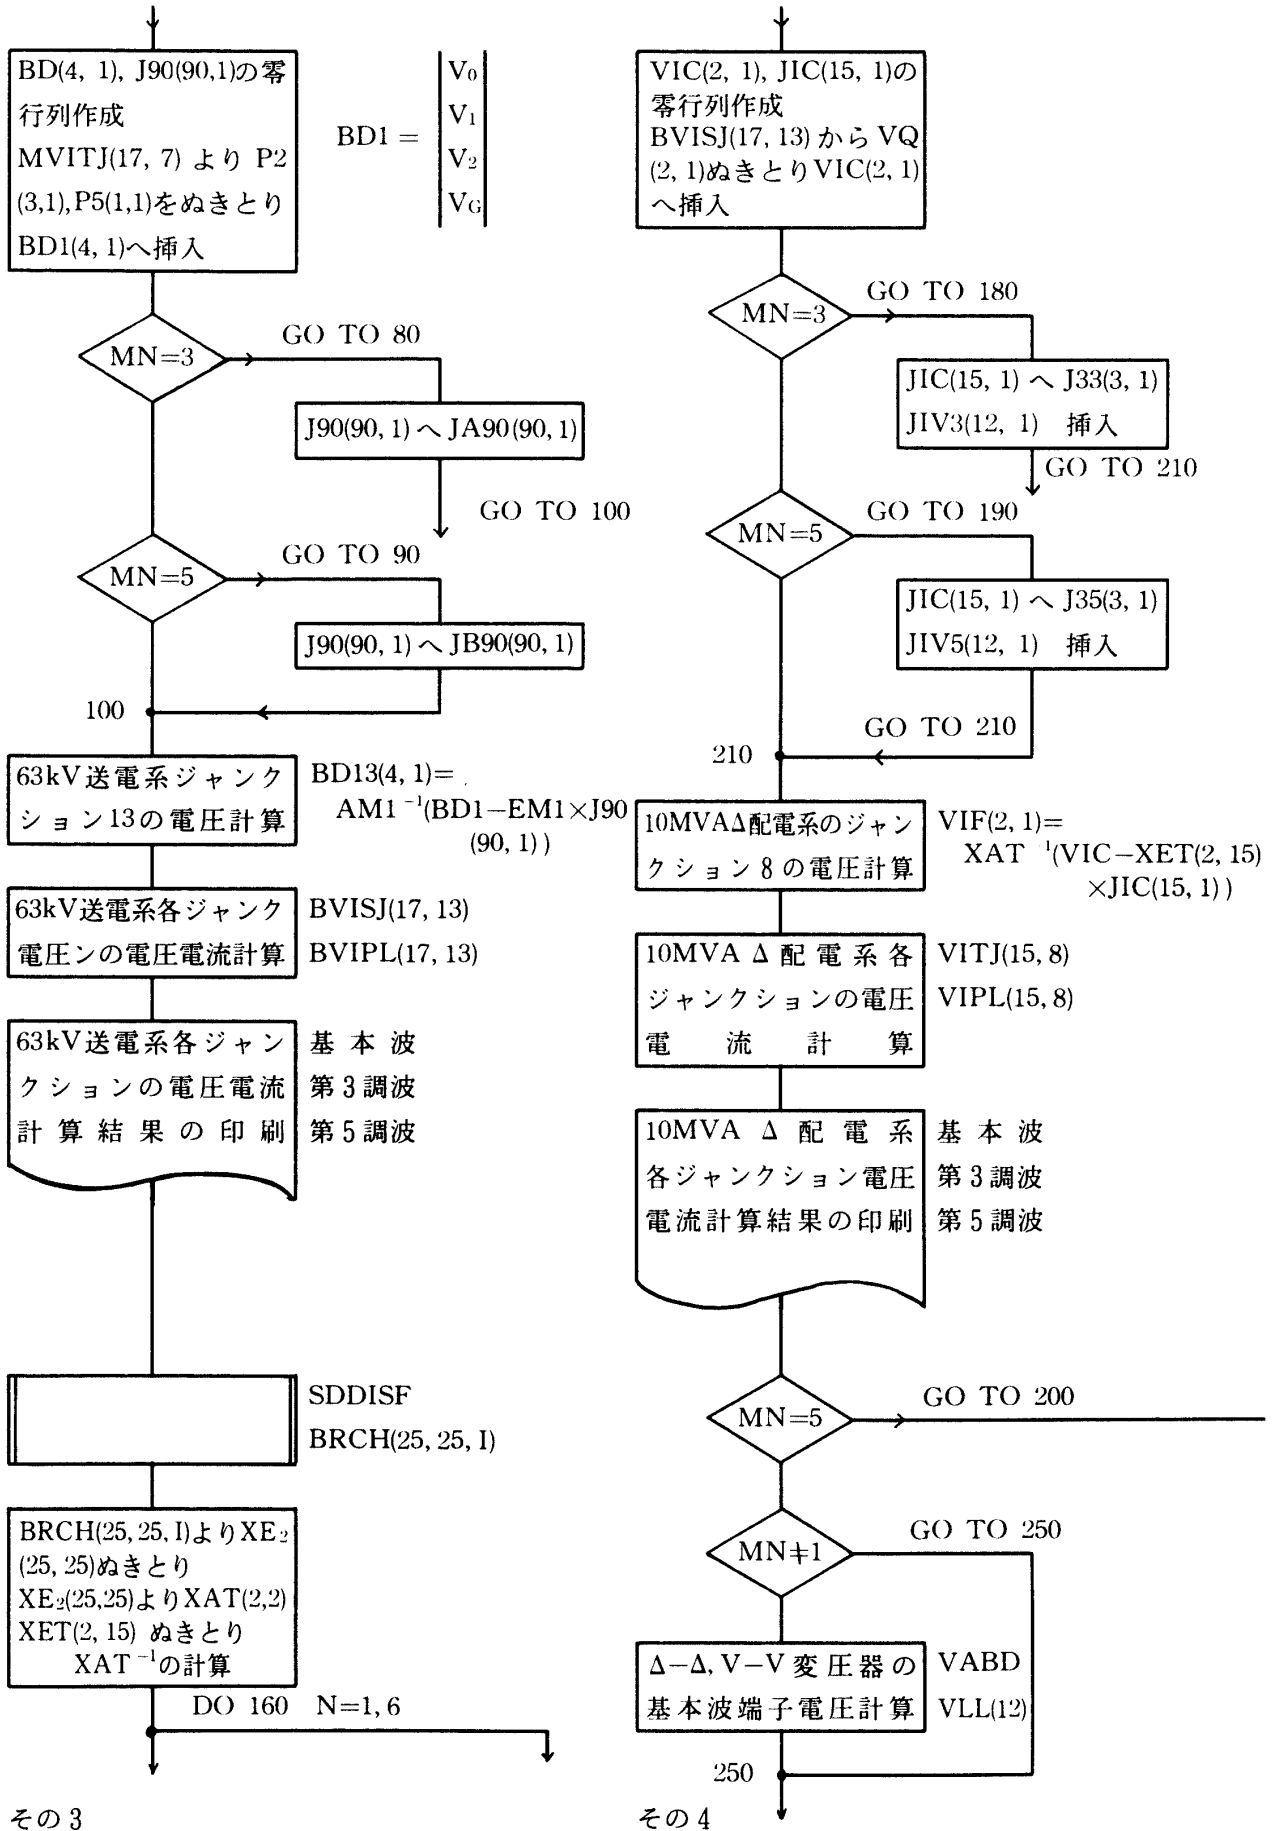 BD(4, 1), J90(90,1)の零
行列作成
MVITJ(17, 7) より P2
(3,1),P5(1,1)をぬきとり
BD1(4, 1)へ挿入
BD1 =
V₀
V₁
V₂
V_G
MN=3
GO TO 80
J90(90, 1) へ JA90(90, 1)
GO TO 100
MN=5
GO TO 90
J90(90, 1) へ JB90(90, 1)
100
63kV送電系ジャンク
ション13の電圧計算
BD13(4, 1)=
AM1⁻¹(BD1−EM1×J90
(90, 1))
63kV送電系各ジャンク
電圧ンの電圧電流計算
BVISJ(17, 13)
BVIPL(17, 13)
63kV送電系各ジャン
クションの電圧電流
計算結果の印刷
基本波
第3調波
第5調波
SDDISF
BRCH(25, 25, I)
BRCH(25, 25, I)よりXE₂
(25, 25)ぬきとり
XE₂(25,25)よりXAT(2,2)
XET(2, 15) ぬきとり
XAT⁻¹の計算
DO 160 N=1, 6
その3
VIC(2, 1), JIC(15, 1)の
零行列作成
BVISJ(17, 13) から VQ
(2, 1)ぬきとりVIC(2, 1)
へ挿入
MN=3
GO TO 180
JIC(15, 1) へ J33(3, 1)
JIV3(12, 1) 挿入
GO TO 210
MN=5
GO TO 190
JIC(15, 1) へ J35(3, 1)
JIV5(12, 1) 挿入
GO TO 210
210
10MVAΔ配電系のジャン
クション8の電圧計算
VIF(2, 1)=
XAT⁻¹(VIC−XET(2, 15)
×JIC(15, 1))
10MVA Δ配電系各
ジャンクションの電圧
電流計算
VITJ(15, 8)
VIPL(15, 8)
10MVA Δ配電系
各ジャンクション電圧
電流計算結果の印刷
基本波
第3調波
第5調波
MN=5
GO TO 200
MN≠1
GO TO 250
Δ−Δ, V−V変圧器の
基本波端子電圧計算
VABD
VLL(12)
250
その4